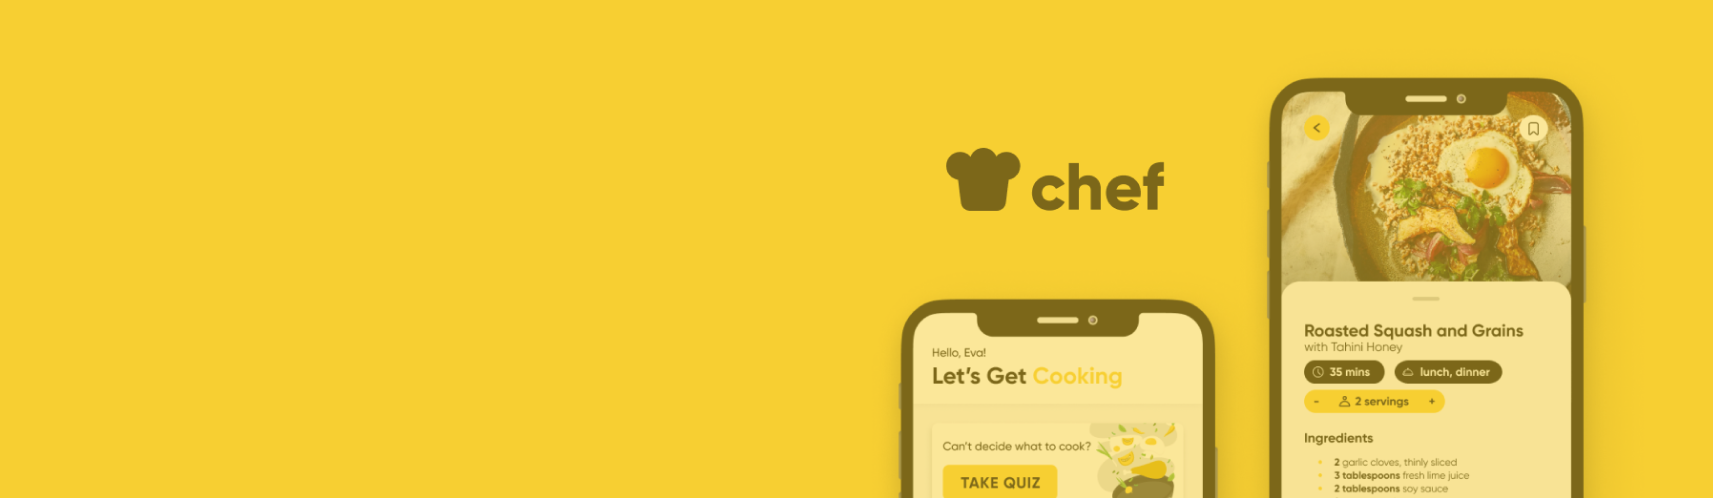 chef
Hello, Eva!
Let's Get Cooking
Can't decide what to cook?
TAKE QUIZ
Roasted Squash and Grains
with Tahini Honey
35 mins
lunch, dinner
- 2 servings +
Ingredients
2 garlic cloves, thinly sliced
3 tablespoons fresh lime juice
2 tablespoons soy sauce